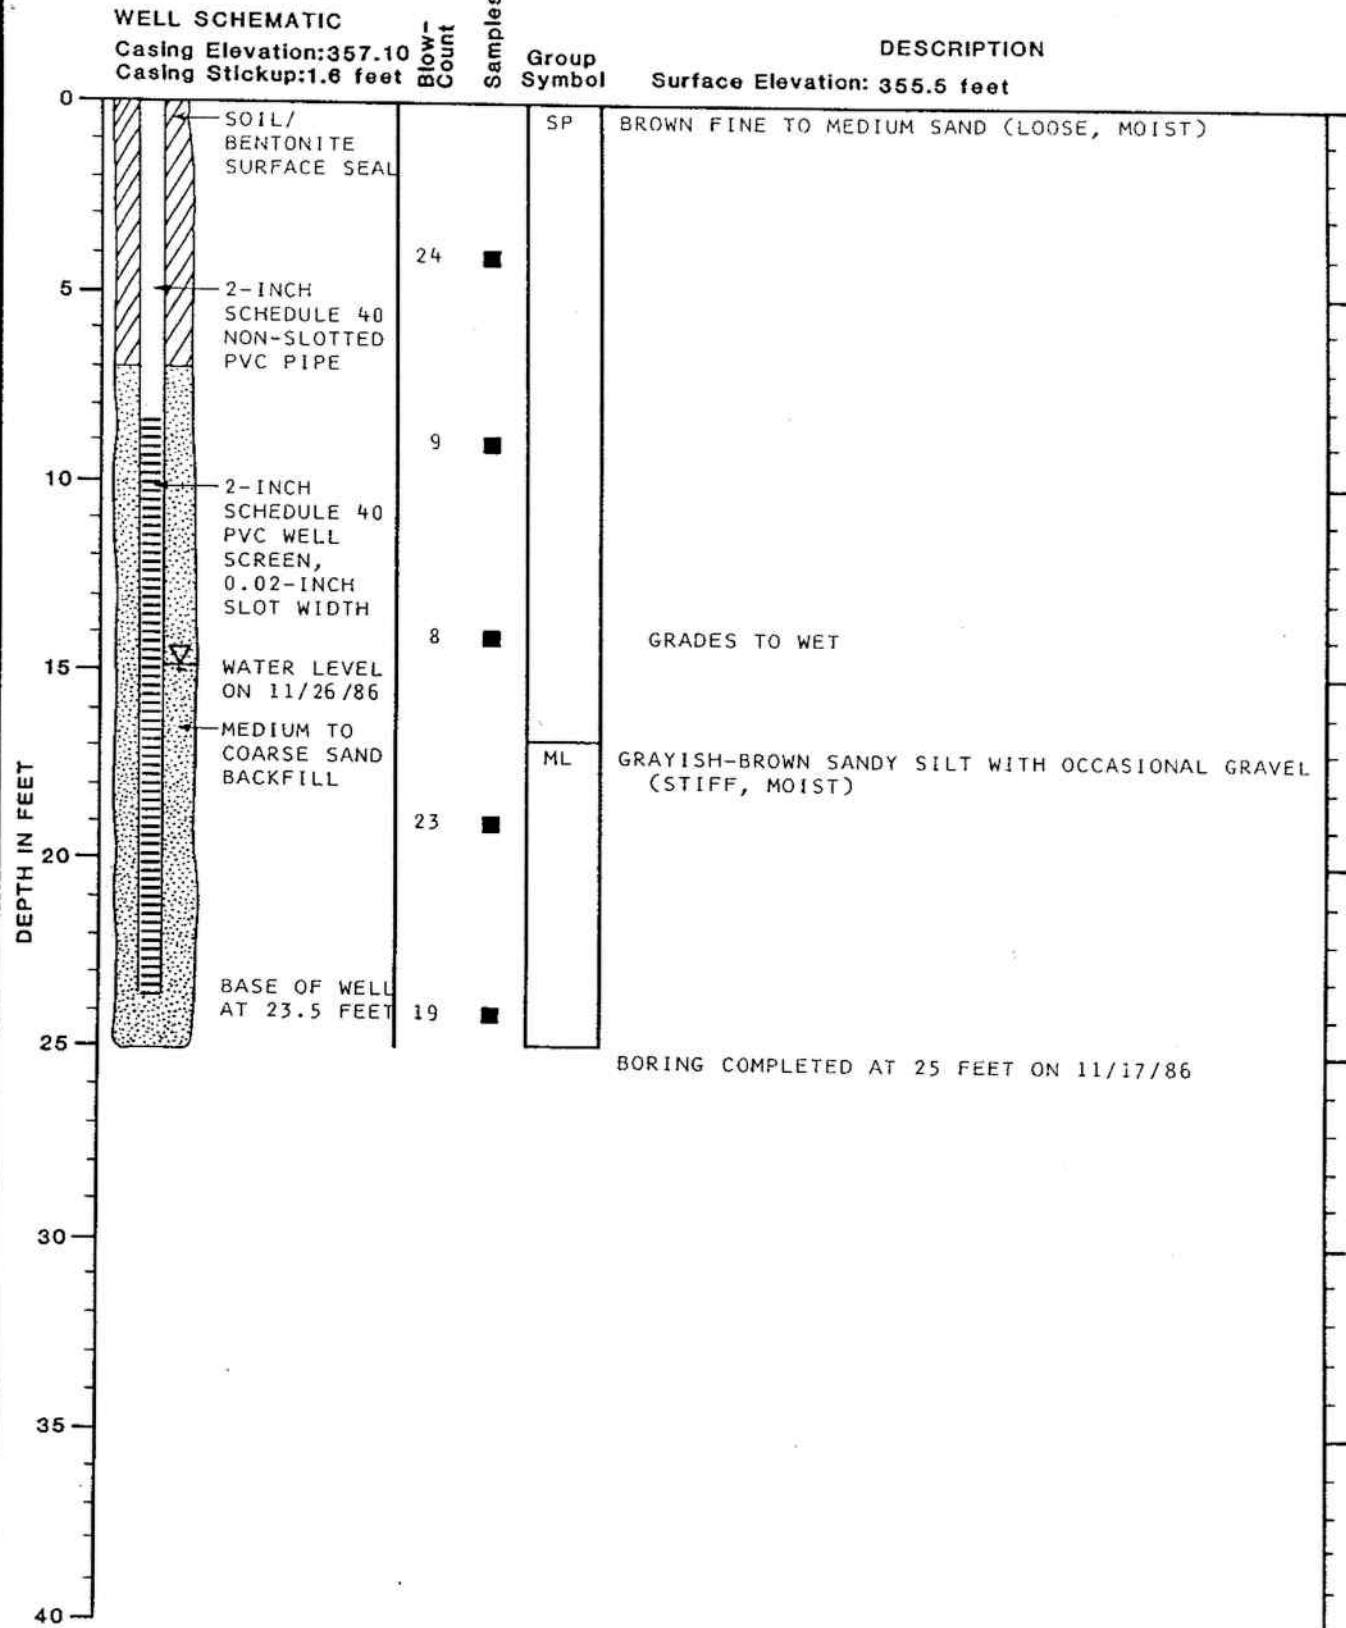 WELL SCHEMATIC
Casing Elevation:357.10
Casing Stickup:1.6 feet
Blow-
Count
Samples
Group
Symbol
DESCRIPTION
Surface Elevation: 355.5 feet
DEPTH IN FEET
0
5
10
15
20
25
30
35
40
SOIL/
BENTONITE
SURFACE SEAL
2-INCH
SCHEDULE 40
NON-SLOTTED
PVC PIPE
2-INCH
SCHEDULE 40
PVC WELL
SCREEN,
0.02-INCH
SLOT WIDTH
WATER LEVEL
ON 11/26/86
MEDIUM TO
COARSE SAND
BACKFILL
BASE OF WELL
AT 23.5 FEET
24
9
8
23
19
SP
BROWN FINE TO MEDIUM SAND (LOOSE, MOIST)
GRADES TO WET
ML
GRAYISH-BROWN SANDY SILT WITH OCCASIONAL GRAVEL
(STIFF, MOIST)
BORING COMPLETED AT 25 FEET ON 11/17/86